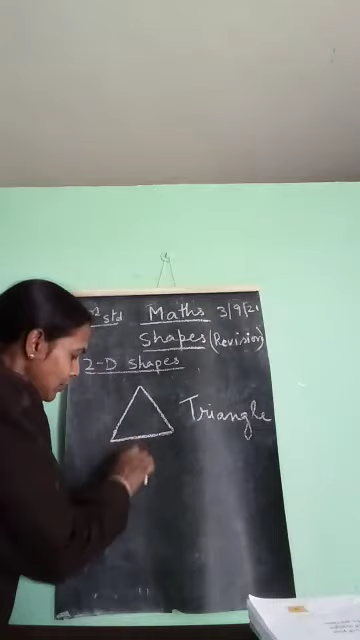 std Maths 3/9/21
Shapes (Revision)
2-D shapes
Triangle